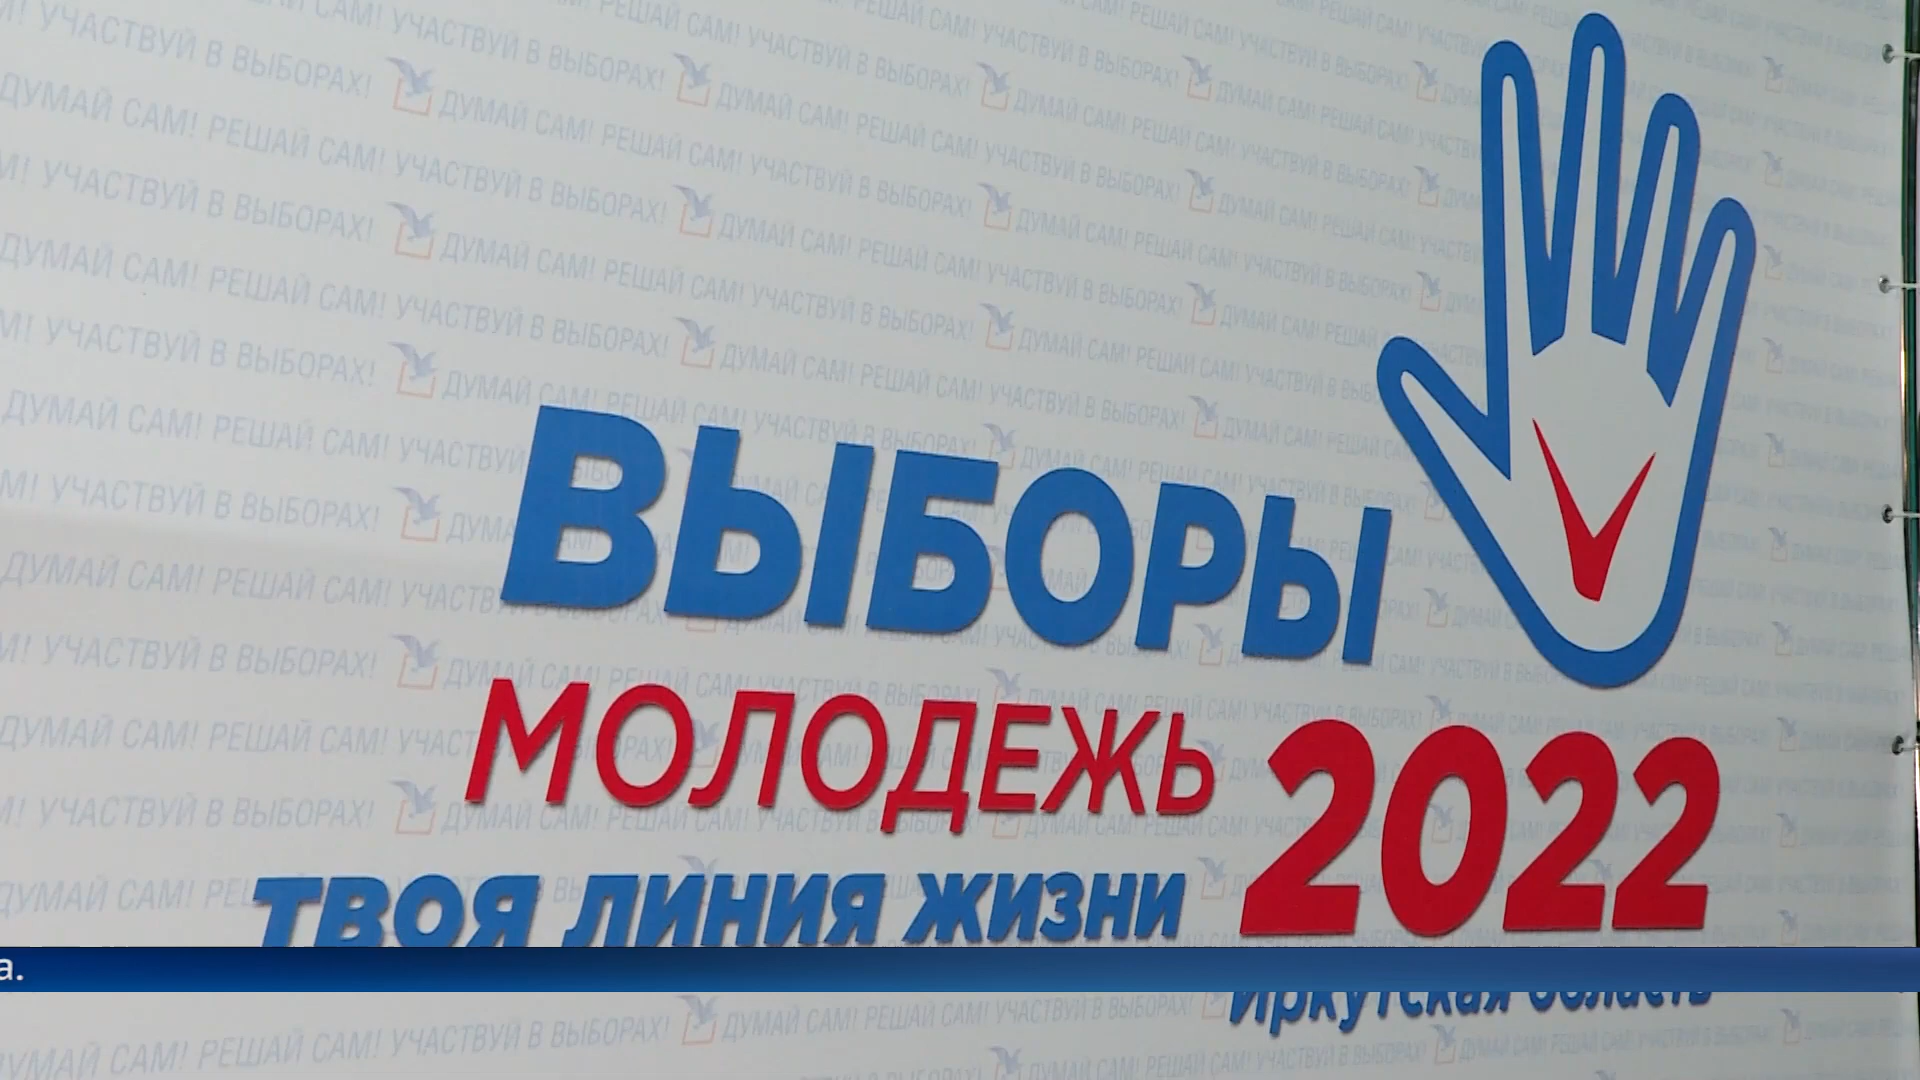 ДУМАЙ САМ! РЕШАЙ САМ! УЧАСТВУЙ В ВЫБОРАХ!
ВЫБОРЫ
МОЛОДЕЖЬ 2022
ТВОЯ ЛИНИЯ ЖИЗНИ
а.
Иркутская область